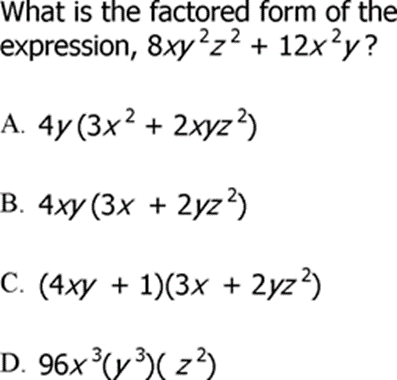 What is the factored form of the
expression, 8xy²z² + 12x²y?
A. 4y(3x² + 2xyz²)
B. 4xy(3x + 2yz²)
C. (4xy + 1)(3x + 2yz²)
D. 96x³(y³)( z²)